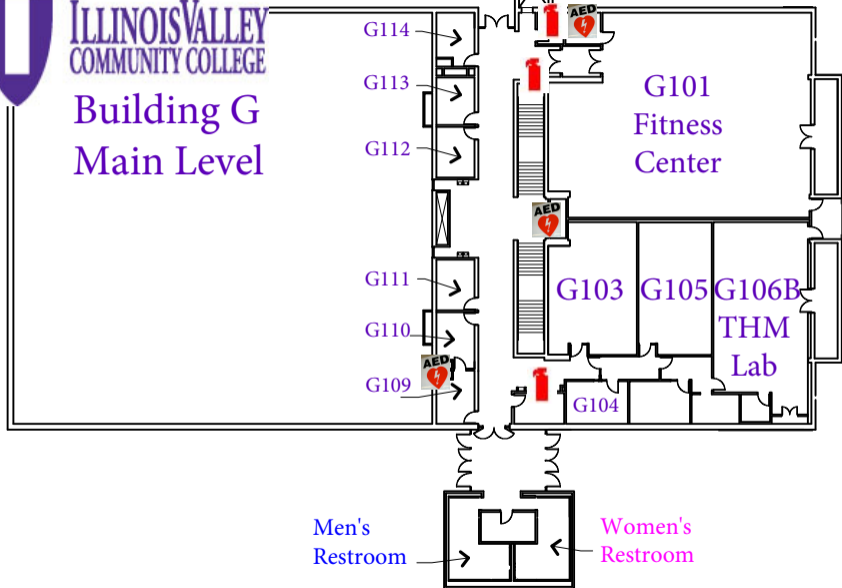 ILLINOIS VALLEY
COMMUNITY COLLEGE
Building G
Main Level
G114
G113
G112
G111
G110
G109
AED
AED
AED
G101
Fitness
Center
G103
G105
G106B
THM
Lab
G104
Men's
Restroom
Women's
Restroom